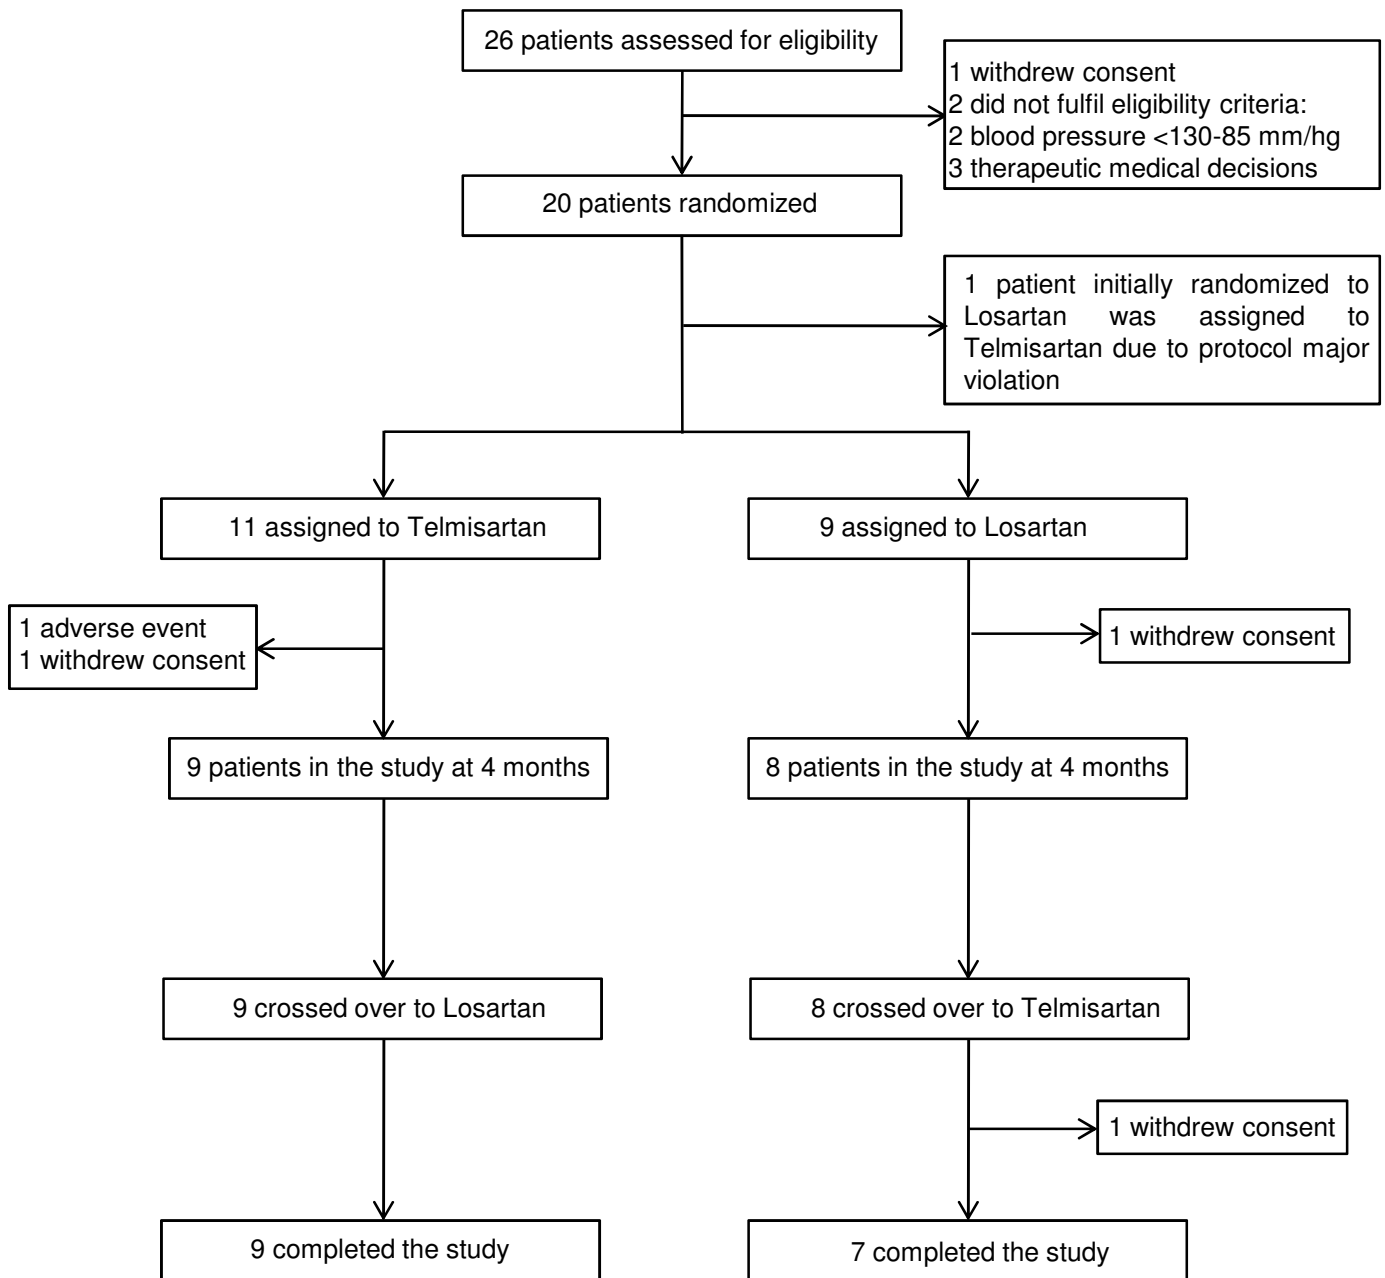 26 patients assessed for eligibility
1 withdrew consent
2 did not fulfil eligibility criteria:
2 blood pressure <130-85 mm/hg
3 therapeutic medical decisions
20 patients randomized
1 patient initially randomized to
Losartan was assigned to
Telmisartan due to protocol major
violation
11 assigned to Telmisartan
9 assigned to Losartan
1 adverse event
1 withdrew consent
1 withdrew consent
9 patients in the study at 4 months
8 patients in the study at 4 months
9 crossed over to Losartan
8 crossed over to Telmisartan
1 withdrew consent
9 completed the study
7 completed the study